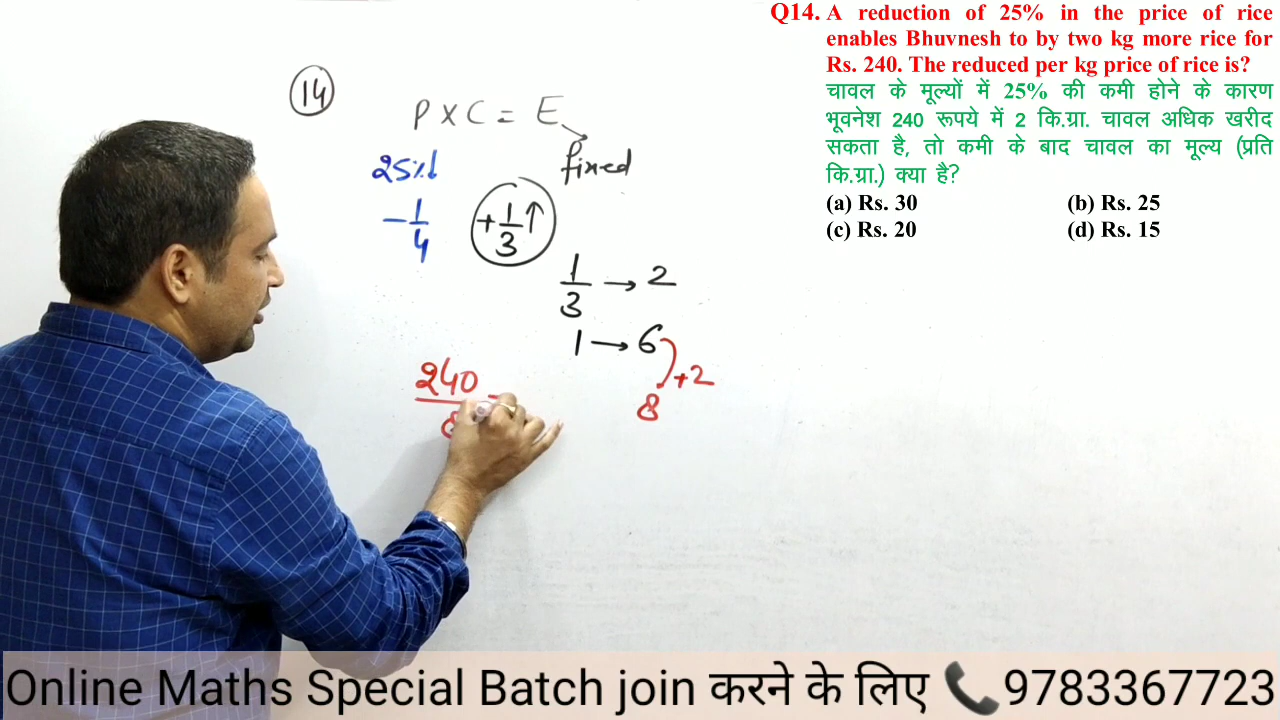 Q14. A reduction of 25% in the price of rice
enables Bhuvnesh to by two kg more rice for
Rs. 240. The reduced per kg price of rice is?
चावल के मूल्यों में 25% की कमी होने के कारण
भूवनेश 240 रूपये में 2 कि.ग्रा. चावल अधिक खरीद
सकता है, तो कमी के बाद चावल का मूल्य (प्रति
कि.ग्रा.) क्या है?
(a) Rs. 30 (b) Rs. 25
(c) Rs. 20 (d) Rs. 15
14
P × C = E
25%↓ fixed
-1/4 +1/3↑
1/3 → 2
1 → 6
+2
8
240/8 =
Online Maths Special Batch join करने के लिए 📞9783367723